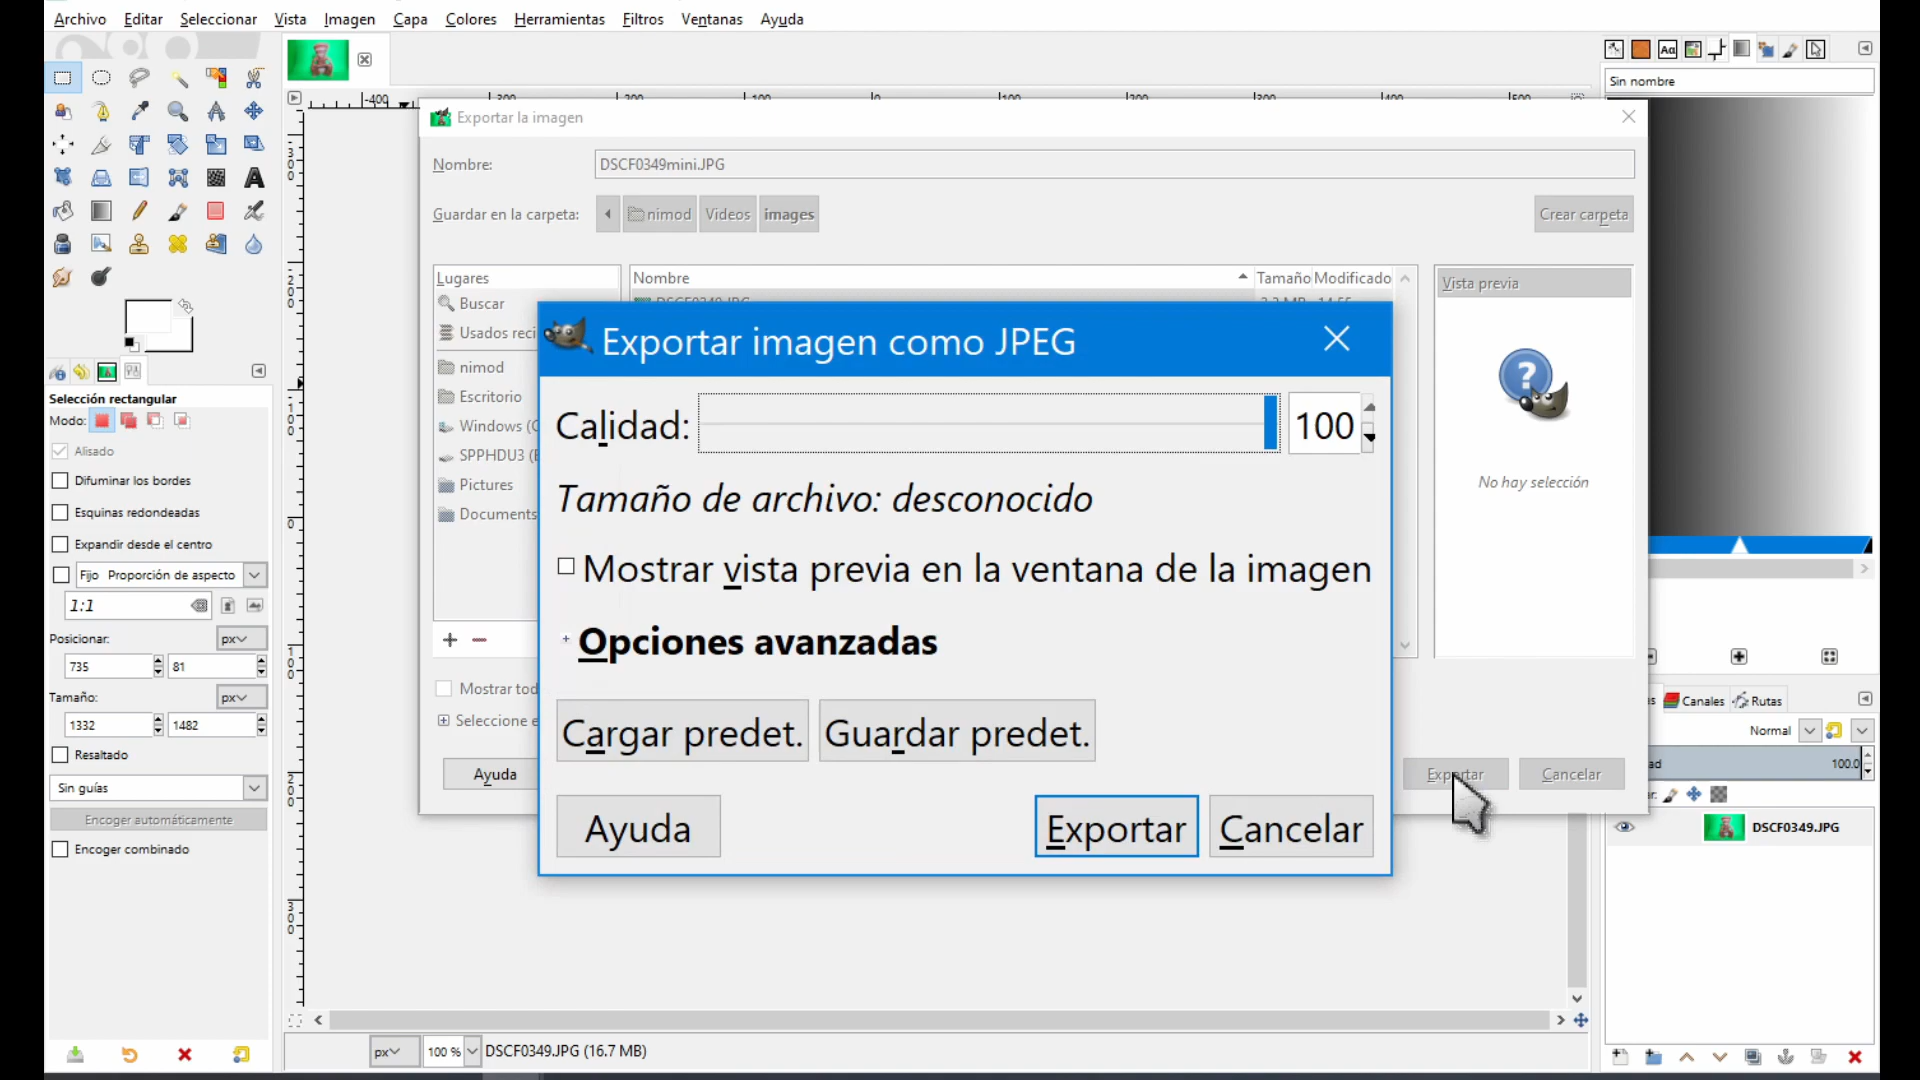 Archivo Editar Seleccionar Vista Imagen Capa Colores Herramientas Filtros Ventanas Ayuda
Sin nombre
Exportar la imagen
Nombre: DSCF0349mini.JPG
Guardar en la carpeta: nimod Videos images Crear carpeta
Lugares
Nombre Tamaño Modificado
Vista previa
Buscar
Usados reci
nimod
Escritorio
Windows (C
SPPHDU3 (E
Pictures
Documents
No hay selección
Mostrar tod
Seleccione e
Ayuda Exportar Cancelar
Exportar imagen como JPEG
Calidad: 100
Tamaño de archivo: desconocido
Mostrar vista previa en la ventana de la imagen
Opciones avanzadas
Cargar predet. Guardar predet.
Ayuda Exportar Cancelar
Selección rectangular
Modo:
Alisado
Difuminar los bordes
Esquinas redondeadas
Expandir desde el centro
Fijo Proporción de aspecto
1:1
Posicionar: px
735 81
Tamaño: px
1332 1482
Resaltado
Sin guías
Encoger automáticamente
Encoger combinado
Canales Rutas
Normal
ad 100.0
DSCF0349.JPG
px 100 % DSCF0349.JPG (16.7 MB)